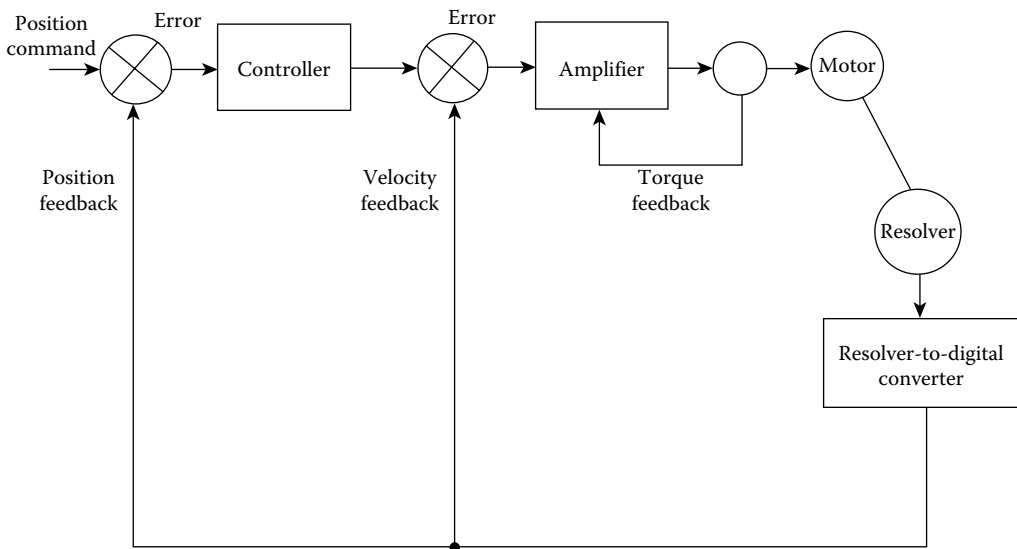 Position
command
Error
Controller
Error
Amplifier
Motor
Position
feedback
Velocity
feedback
Torque
feedback
Resolver
Resolver-to-digital
converter